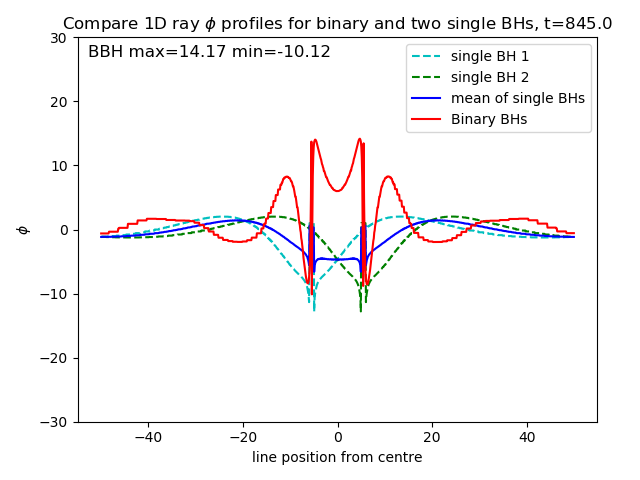 Compare 1D ray ϕ profiles for binary and two single BHs, t=845.0
BBH max=14.17 min=-10.12
single BH 1
single BH 2
mean of single BHs
Binary BHs
30
20
10
0
−10
−20
−30
ϕ
−40
−20
0
20
40
line position from centre